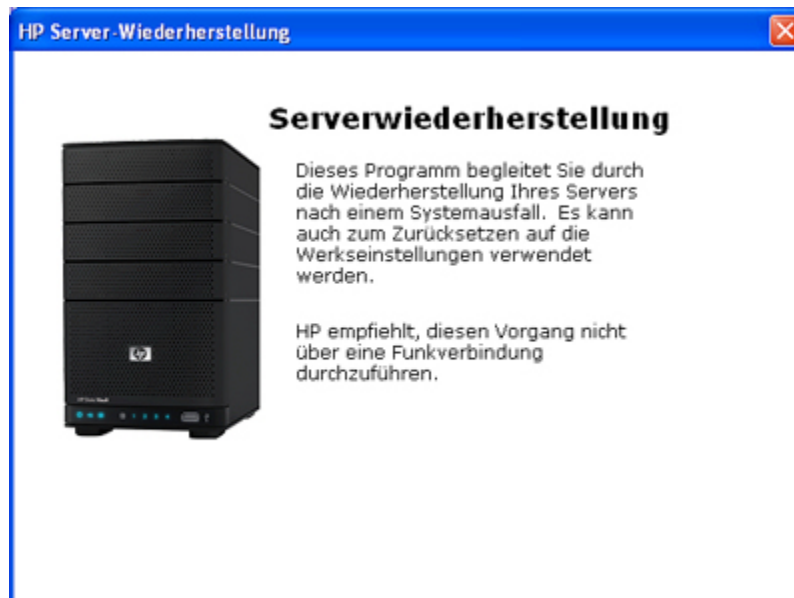 HP Server-Wiederherstellung
Serverwiederherstellung
Dieses Programm begleitet Sie durch
die Wiederherstellung Ihres Servers
nach einem Systemausfall. Es kann
auch zum Zurücksetzen auf die
Werkseinstellungen verwendet
werden.
HP empfiehlt, diesen Vorgang nicht
über eine Funkverbindung
durchzuführen.
hp